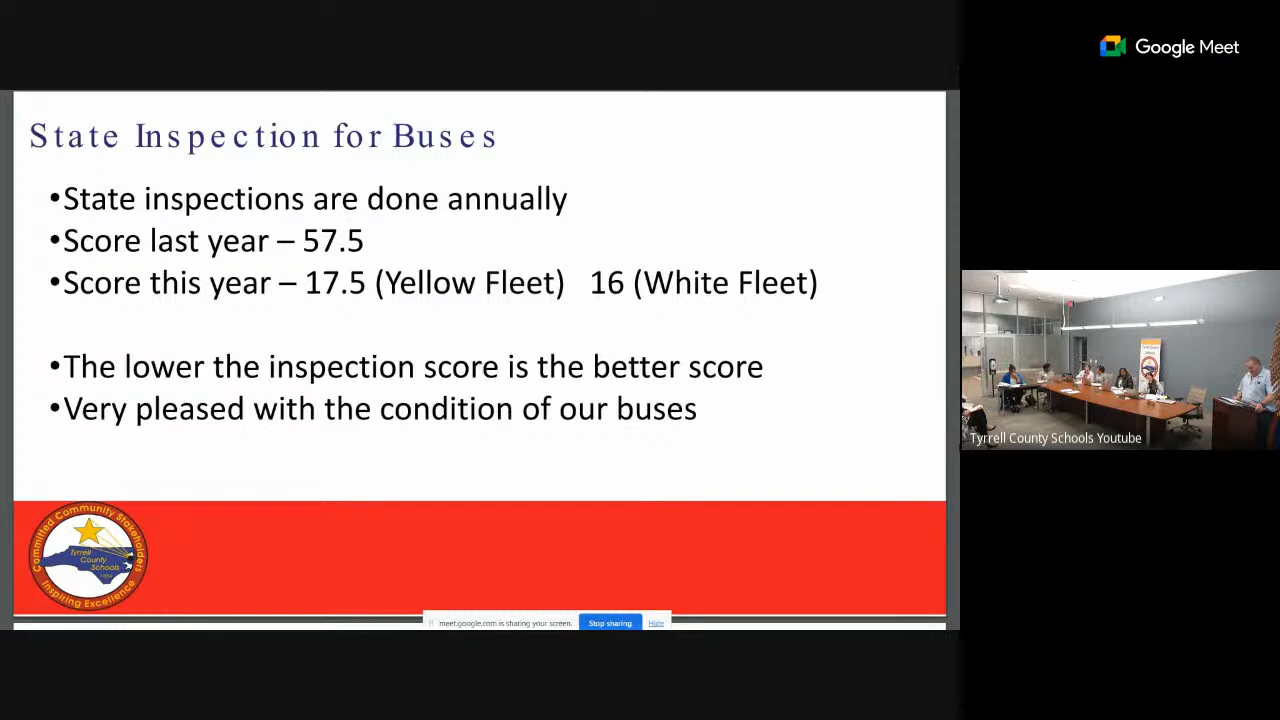 Google Meet
State Inspection for Buses
•State inspections are done annually
•Score last year – 57.5
•Score this year – 17.5 (Yellow Fleet) 16 (White Fleet)
•The lower the inspection score is the better score
•Very pleased with the condition of our buses
Committed Community Stakeholders
Tyrrell
County
Schools
Inspiring Excellence
meet.google.com is sharing your screen.
Stop sharing
Hide
Tyrrell County Schools Youtube